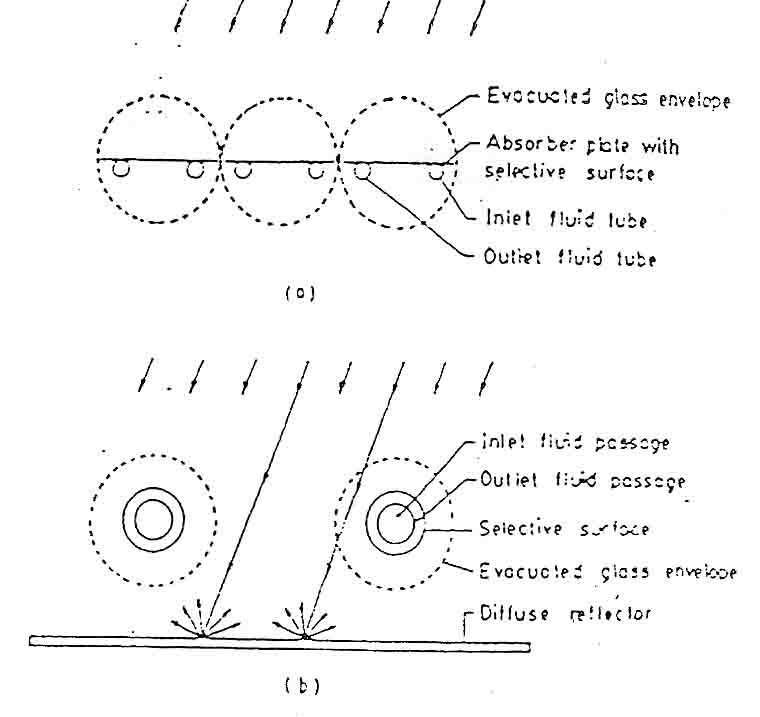 Evacuated glass envelope
Absorber plate with
selective surface
Inlet fluid tube
Outlet fluid tube
(a)
Inlet fluid passage
Outlet fluid passage
Selective surface
Evacuated glass envelope
Diffuse reflector
(b)